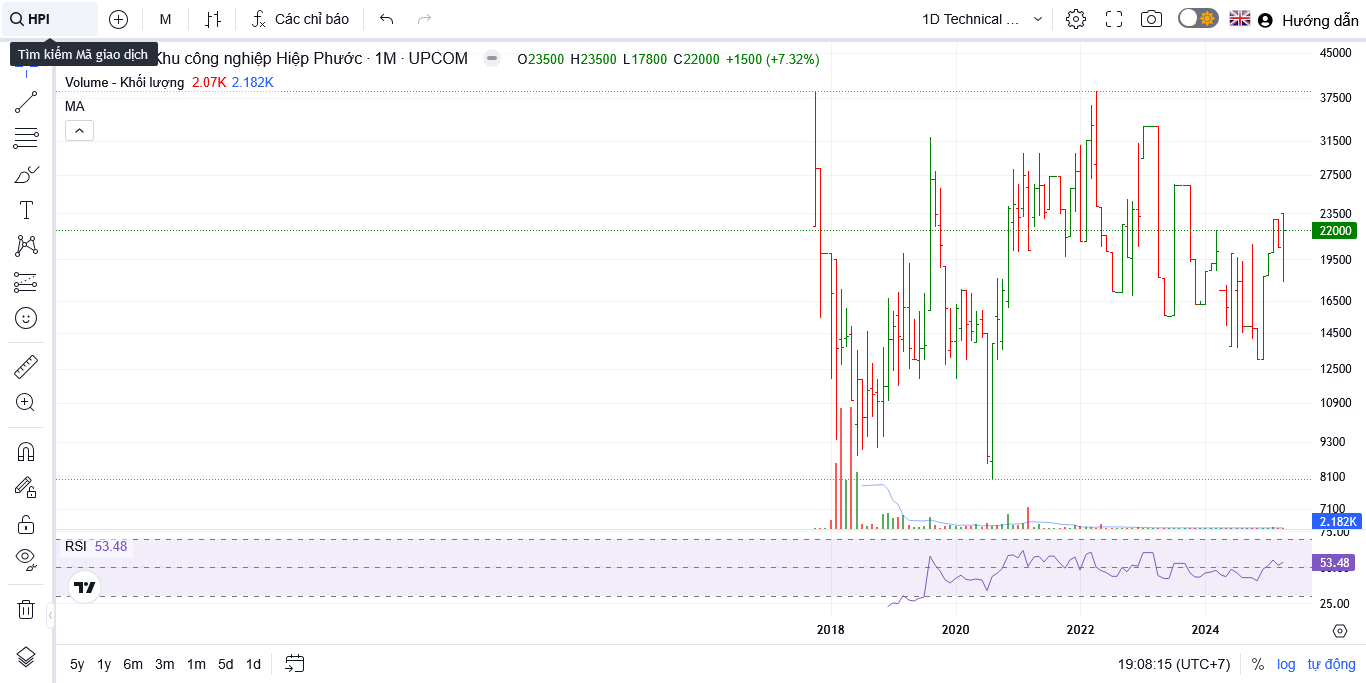 HPI
M
Các chỉ báo
1D Technical ...
Hướng dẫn
Tìm kiếm Mã giao dịch
Khu công nghiệp Hiệp Phước · 1M · UPCOM
O23500 H23500 L17800 C22000 +1500 (+7.32%)
Volume - Khối lượng 2.07K 2.182K
MA
45000
37500
31500
27500
23500
22000
19500
16500
14500
12500
10900
9300
8100
7100
2.182K
75.00
RSI 53.48
53.48
25.00
2018 2020 2022 2024
5y 1y 6m 3m 1m 5d 1d
19:08:15 (UTC+7) % log tự động